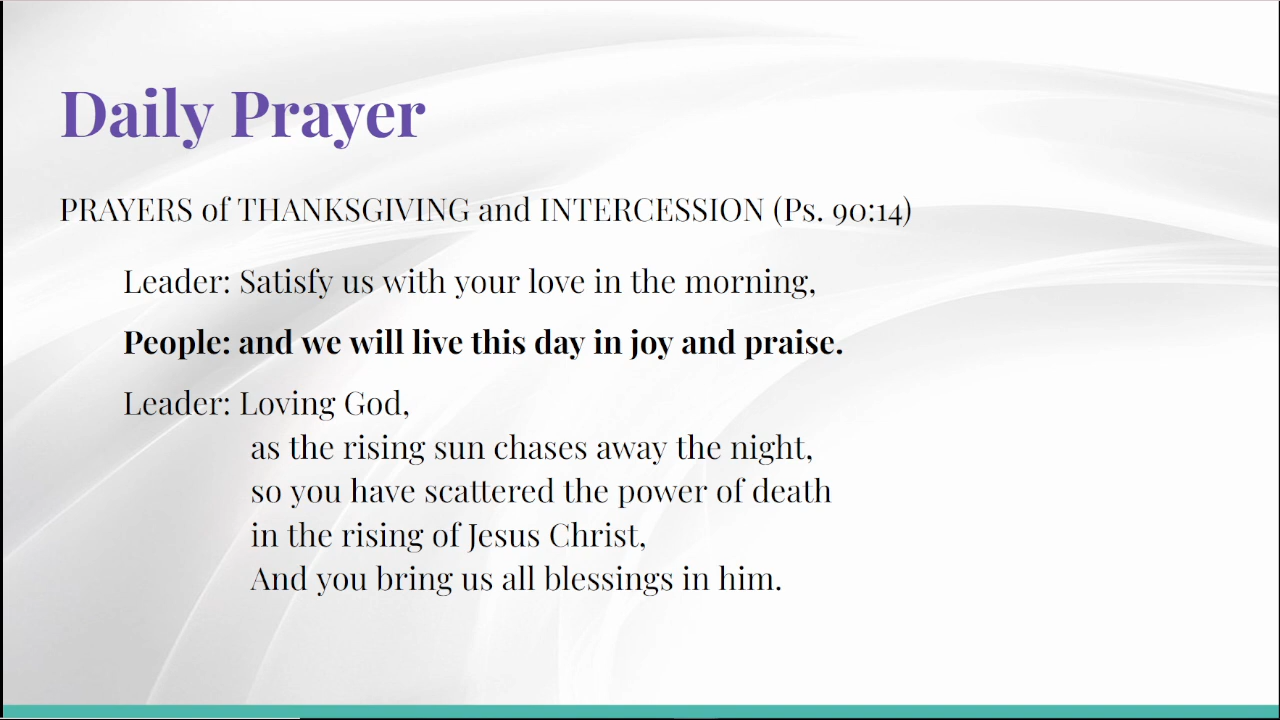 Daily Prayer
PRAYERS of THANKSGIVING and INTERCESSION (Ps. 90:14)
Leader: Satisfy us with your love in the morning,
People: and we will live this day in joy and praise.
Leader: Loving God,
as the rising sun chases away the night,
so you have scattered the power of death
in the rising of Jesus Christ,
And you bring us all blessings in him.